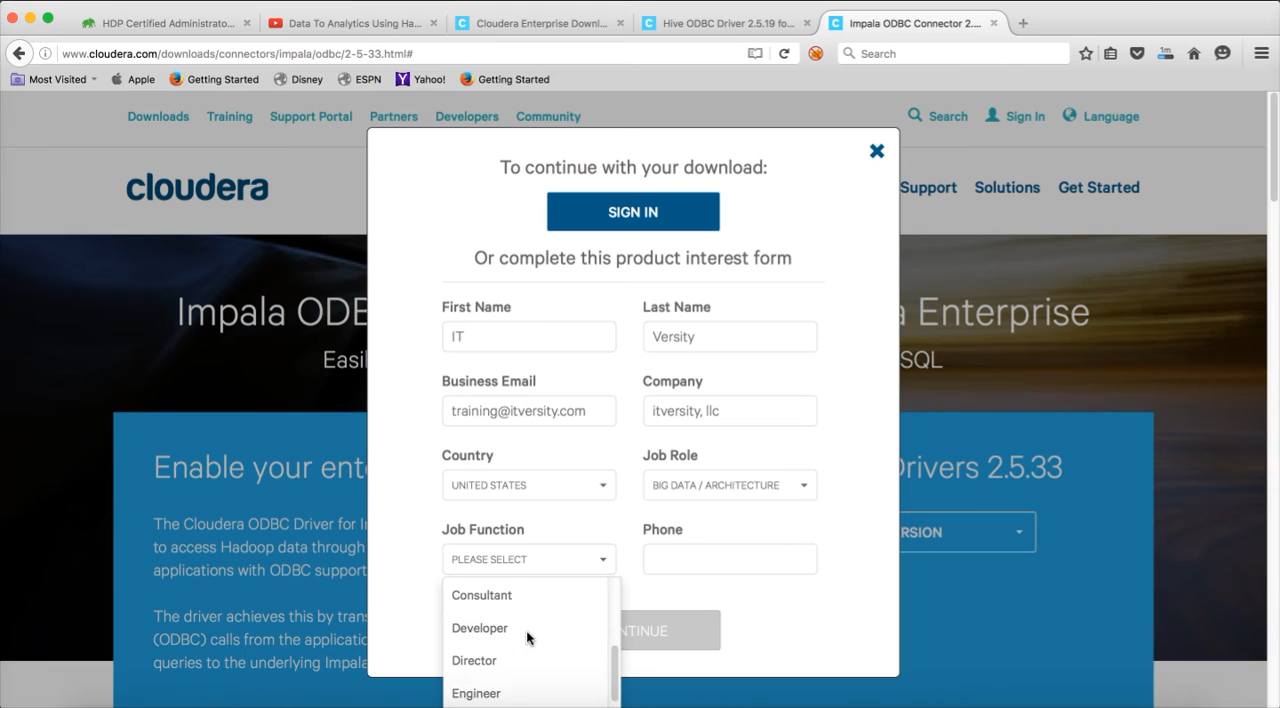 HDP Certified Administrato...
Data To Analytics Using Ha...
Cloudera Enterprise Downl...
Hive ODBC Driver 2.5.19 fo...
Impala ODBC Connector 2....
www.cloudera.com/downloads/connectors/impala/odbc/2-5-33.html#
Search
1m
Most Visited
Apple
Getting Started
Disney
ESPN
Yahoo!
Getting Started
Downloads
Training
Support Portal
Partners
Developers
Community
Search
Sign In
Language
cloudera
Support
Solutions
Get Started
To continue with your download:
SIGN IN
Or complete this product interest form
First Name
Last Name
IT
Versity
Business Email
Company
training@itversity.com
itversity, llc
Country
Job Role
UNITED STATES
BIG DATA / ARCHITECTURE
Job Function
Phone
PLEASE SELECT
Consultant
Developer
Director
Engineer
NTINUE
Impala ODB
a Enterprise
Easil
SQL
Enable your ente
Drivers 2.5.33
The Cloudera ODBC Driver for I
to access Hadoop data through
applications with ODBC support
RSION
The driver achieves this by trans
(ODBC) calls from the application
queries to the underlying Impala